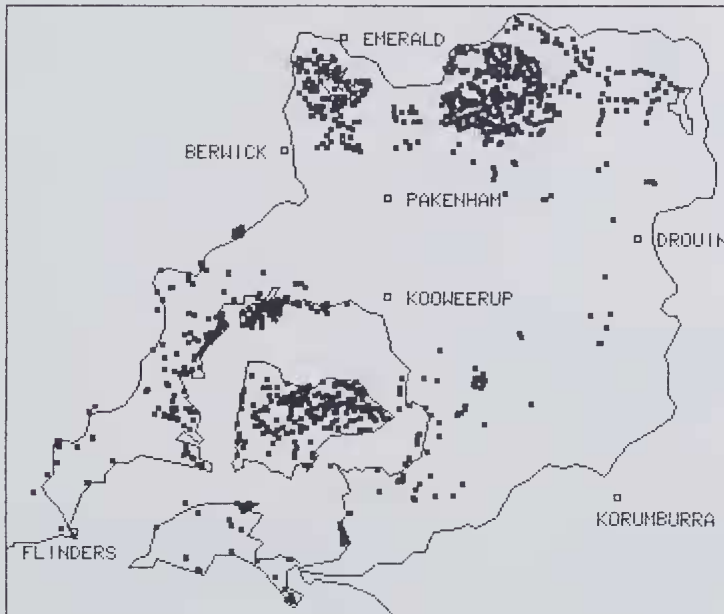 EMERALD
BERWICK
PAKENHAM
DROUIN
KOOWEERUP
KORUMBURRA
FLINDERS